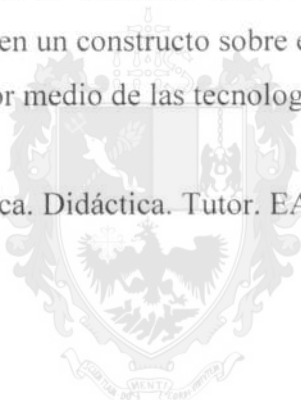 en un constructo sobre e
or medio de las tecnolog
ca. Didáctica. Tutor. EA